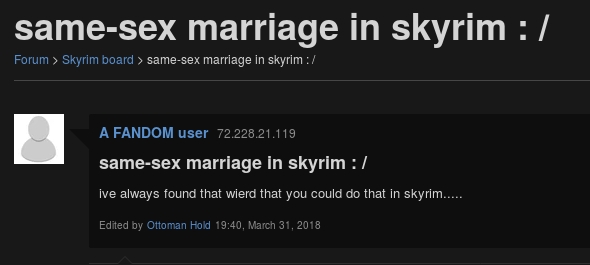 same-sex marriage in skyrim : /
Forum > Skyrim board > same-sex marriage in skyrim : /
A FANDOM user 72.228.21.119
same-sex marriage in skyrim : /
ive always found that wierd that you could do that in skyrim.....
Edited by Ottoman Hold 19:40, March 31, 2018